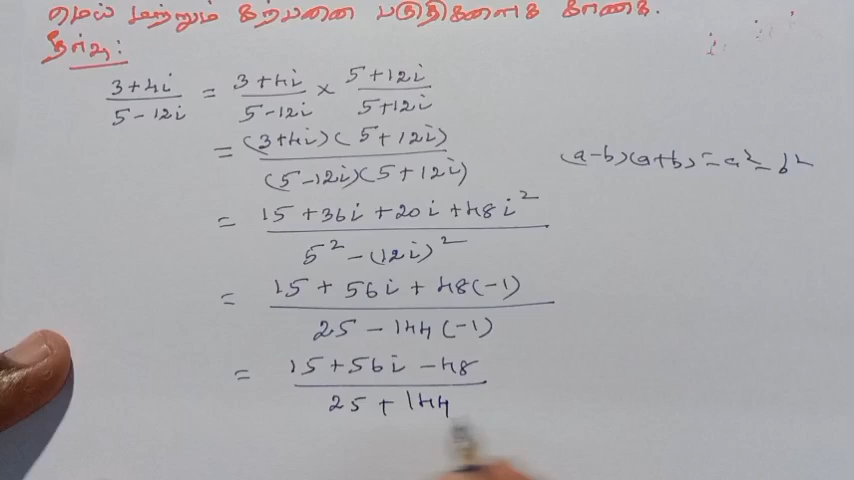 மெய் மற்றும் கற்பனை பகுதிகளைக் காண்க.
தீர்வு:
3+4i / 5-12i = 3+4i / 5-12i × 5+12i / 5+12i
= (3+4i)(5+12i) / (5-12i)(5+12i)
(a-b)(a+b) = a² - b²
= 15+36i+20i+48i² / 5² - (12i)²
= 15 + 56i + 48(-1) / 25 - 144(-1)
= 15+56i-48 / 25+144